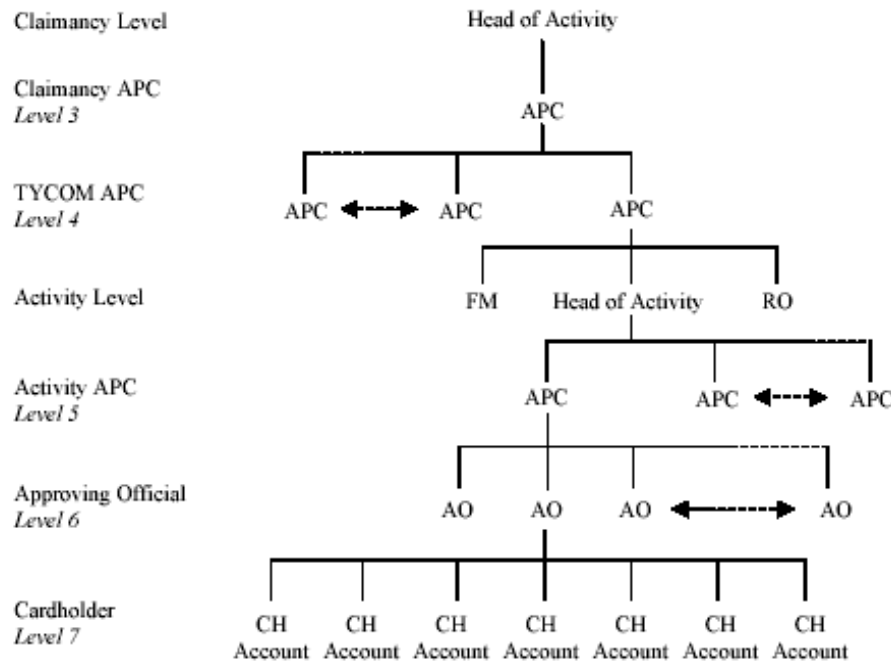 Claimancy Level
Head of Activity
Claimancy APC
Level 3
APC
TYCOM APC
Level 4
APC APC APC
Activity Level
FM Head of Activity RO
Activity APC
Level 5
APC APC APC
Approving Official
Level 6
AO AO AO AO
Cardholder
Level 7
CH CH CH CH CH CH CH
Account Account Account Account Account Account Account